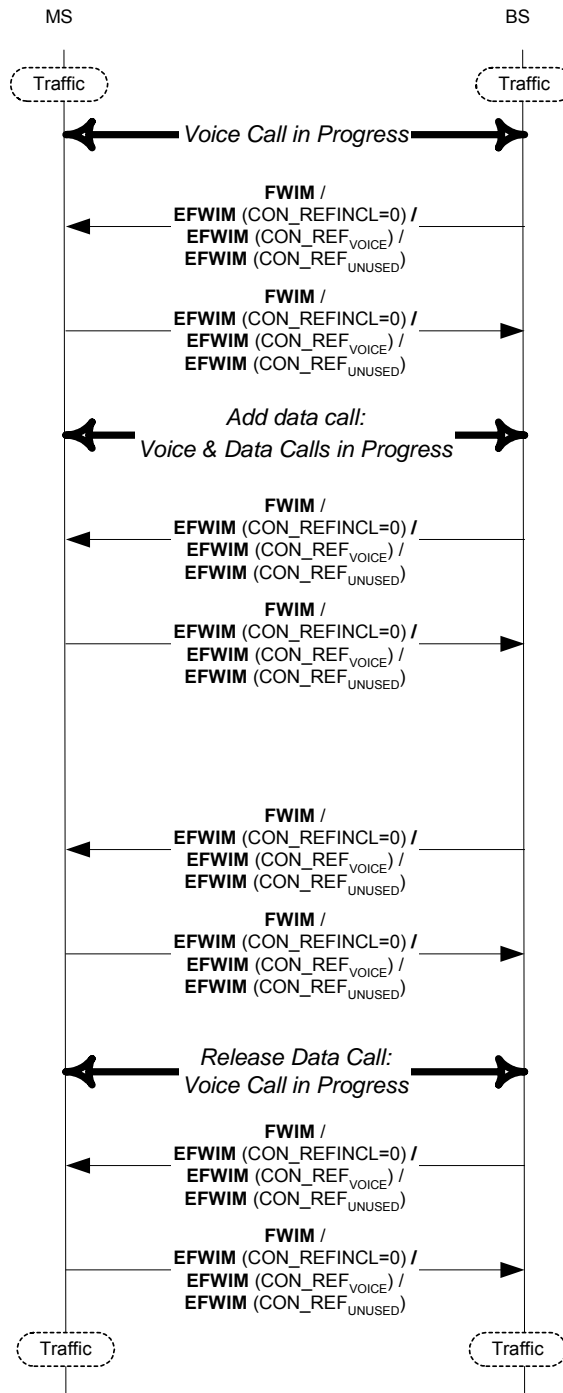 MS BS
Traffic Traffic
Voice Call in Progress
FWIM /
EFWIM (CON_REFINCL=0) /
EFWIM (CON_REFVOICE) /
EFWIM (CON_REFUNUSED)
FWIM /
EFWIM (CON_REFINCL=0) /
EFWIM (CON_REFVOICE) /
EFWIM (CON_REFUNUSED)
Add data call:
Voice & Data Calls in Progress
FWIM /
EFWIM (CON_REFINCL=0) /
EFWIM (CON_REFVOICE) /
EFWIM (CON_REFUNUSED)
FWIM /
EFWIM (CON_REFINCL=0) /
EFWIM (CON_REFVOICE) /
EFWIM (CON_REFUNUSED)
FWIM /
EFWIM (CON_REFINCL=0) /
EFWIM (CON_REFVOICE) /
EFWIM (CON_REFUNUSED)
FWIM /
EFWIM (CON_REFINCL=0) /
EFWIM (CON_REFVOICE) /
EFWIM (CON_REFUNUSED)
Release Data Call:
Voice Call in Progress
FWIM /
EFWIM (CON_REFINCL=0) /
EFWIM (CON_REFVOICE) /
EFWIM (CON_REFUNUSED)
FWIM /
EFWIM (CON_REFINCL=0) /
EFWIM (CON_REFVOICE) /
EFWIM (CON_REFUNUSED)
Traffic Traffic